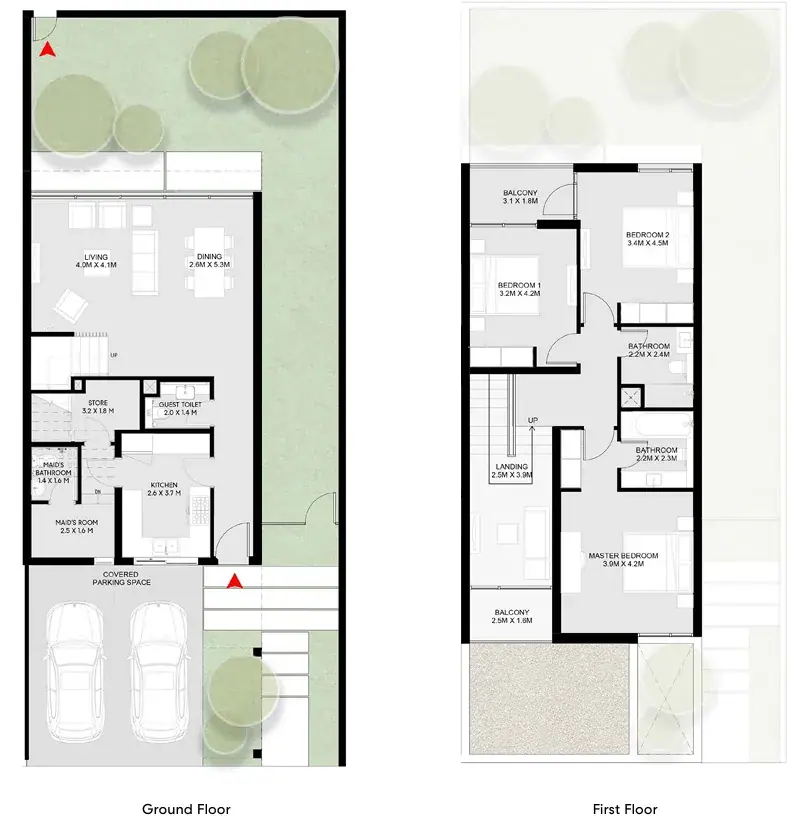 LIVING
4.0M X 4.1M
DINING
2.6M X 5.3M
UP
STORE
3.2 X 1.8 M
GUEST TOILET
2.0 X 1.4 M
MAID'S
BATHROOM
1.4 X 1.6 M
KITCHEN
2.6 X 3.7 M
DN
MAID'S ROOM
2.5 X 1.6 M
COVERED
PARKING SPACE
Ground Floor
BALCONY
3.1 X 1.8M
BEDROOM 2
3.4M X 4.5M
BEDROOM 1
3.2M X 4.2M
BATHROOM
2.2M X 2.4M
UP
BATHROOM
2.2M X 2.3M
LANDING
2.5M X 3.9M
MASTER BEDROOM
3.9M X 4.2M
BALCONY
2.5M X 1.6M
First Floor